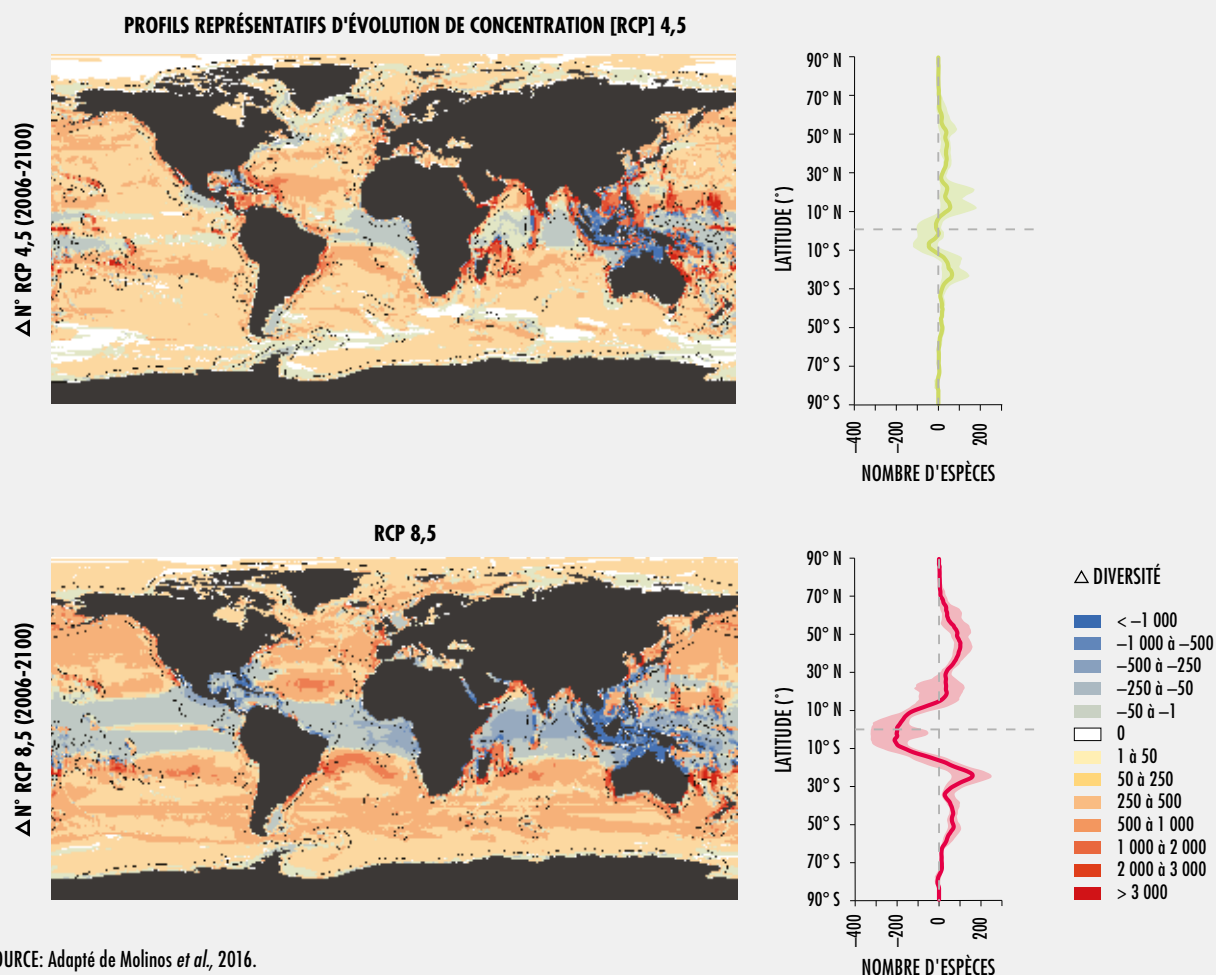 PROFILS REPRÉSENTATIFS D'ÉVOLUTION DE CONCENTRATION [RCP] 4,5
△N° RCP 4,5 (2006-2100)
LATITUDE (°)
90° N
70° N
50° N
30° N
10° N
10° S
30° S
50° S
70° S
90° S
–400
–200
0
200
NOMBRE D'ESPÈCES
RCP 8,5
△N° RCP 8,5 (2006-2100)
LATITUDE (°)
90° N
70° N
50° N
30° N
10° N
10° S
30° S
50° S
70° S
90° S
–400
–200
0
200
NOMBRE D'ESPÈCES
△ DIVERSITÉ
< –1 000
–1 000 à –500
–500 à –250
–250 à –50
–50 à –1
0
1 à 50
50 à 250
250 à 500
500 à 1 000
1 000 à 2 000
2 000 à 3 000
> 3 000
OURCE: Adapté de Molinos et al., 2016.